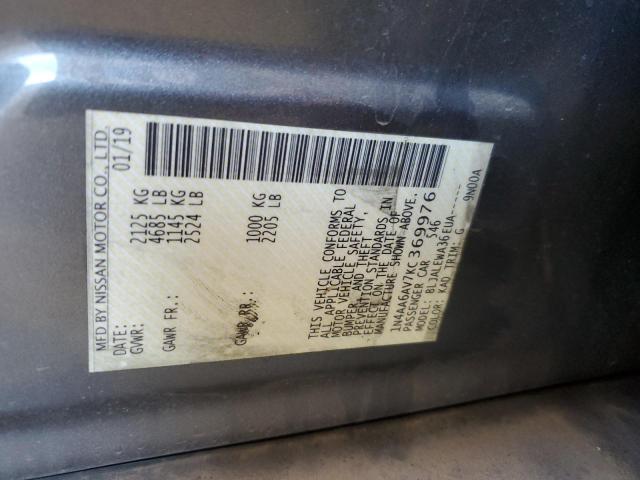 MFD BY NISSAN MOTOR CO., LTD.
DATE: 01/19
GVWR: 2125 KG
4685 LB
GAWR FR.: 1145 KG
2524 LB
GAWR RR.: 1000 KG
2205 LB
THIS VEHICLE CONFORMS TO
ALL APPLICABLE FEDERAL
MOTOR VEHICLE SAFETY,
BUMPER, AND THEFT
PREVENTION STANDARDS IN
EFFECT ON THE DATE OF
MANUFACTURE SHOWN ABOVE.
1N4AA6AV7KC369976
PASSENGER CAR 546
MODEL: EUA-----
COLOR: KAD TRIM: G 9N00A